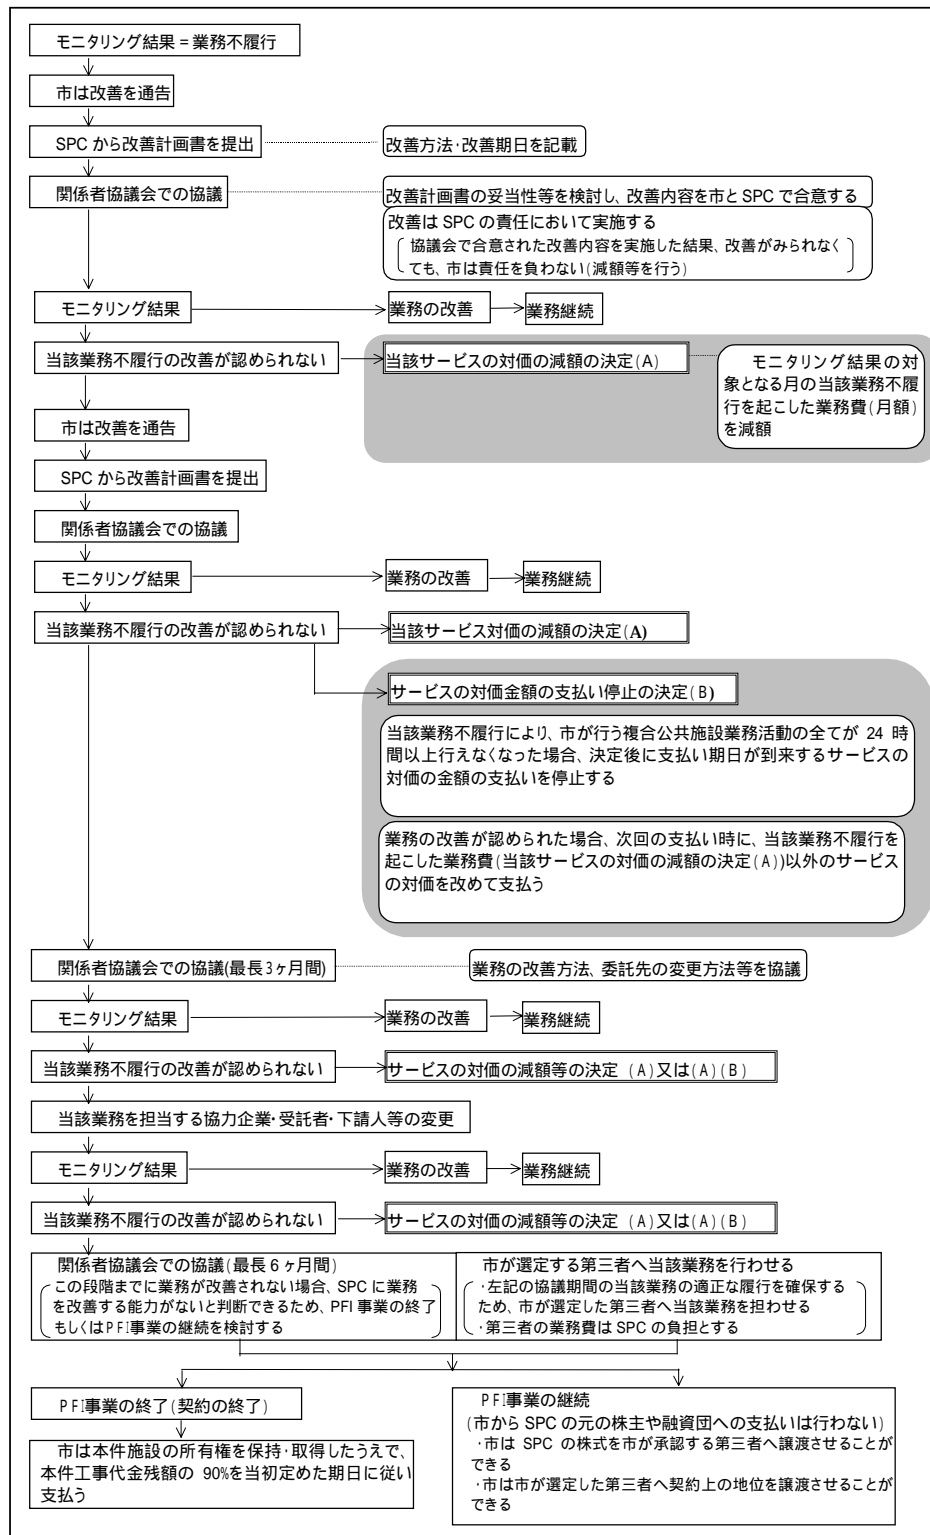 モニタリング結果 = 業務不履行
市は改善を通告
SPC から改善計画書を提出
改善方法・改善期日を記載
関係者協議会での協議
改善計画書の妥当性等を検討し、改善内容を市と SPC で合意する
改善は SPC の責任において実施する
協議会で合意された改善内容を実施した結果、改善がみられなく
ても、市は責任を負わない(減額等を行う)
モニタリング結果
業務の改善
業務継続
当該業務不履行の改善が認められない
当該サービスの対価の減額の決定(A)
モニタリング結果の対
象となる月の当該業務不履
行を起こした業務費(月額)
を減額
市は改善を通告
SPC から改善計画書を提出
関係者協議会での協議
モニタリング結果
業務の改善
業務継続
当該業務不履行の改善が認められない
当該サービス対価の減額の決定(A)
サービスの対価金額の支払い停止の決定(B)
当該業務不履行により、市が行う複合公共施設業務活動の全てが 24 時
間以上行えなくなった場合、決定後に支払い期日が到来するサービスの
対価の金額の支払いを停止する
業務の改善が認められた場合、次回の支払い時に、当該業務不履行を
起こした業務費(当該サービスの対価の減額の決定(A))以外のサービス
の対価を改めて支払う
関係者協議会での協議(最長3ヶ月間)
業務の改善方法、委託先の変更方法等を協議
モニタリング結果
業務の改善
業務継続
当該業務不履行の改善が認められない
サービスの対価の減額等の決定 (A)又は(A)(B)
当該業務を担当する協力企業・受託者・下請人等の変更
モニタリング結果
業務の改善
業務継続
当該業務不履行の改善が認められない
サービスの対価の減額等の決定 (A)又は(A)(B)
関係者協議会での協議(最長6ヶ月間)
この段階までに業務が改善されない場合、SPC に業務
を改善する能力がないと判断できるため、PFI 事業の終了
もしくはPFI事業の継続を検討する
市が選定する第三者へ当該業務を行わせる
・左記の協議期間の当該業務の適正な履行を確保する
ため、市が選定した第三者へ当該業務を担わせる
・第三者の業務費は SPC の負担とする
PFI事業の終了(契約の終了)
市は本件施設の所有権を保持・取得したうえで、
本件工事代金残額の 90%を当初定めた期日に従い
支払う
PFI事業の継続
(市から SPC の元の株主や融資団への支払いは行わない)
・市は SPC の株式を市が承認する第三者へ譲渡させることが
できる
・市は市が選定した第三者へ契約上の地位を譲渡させることが
できる